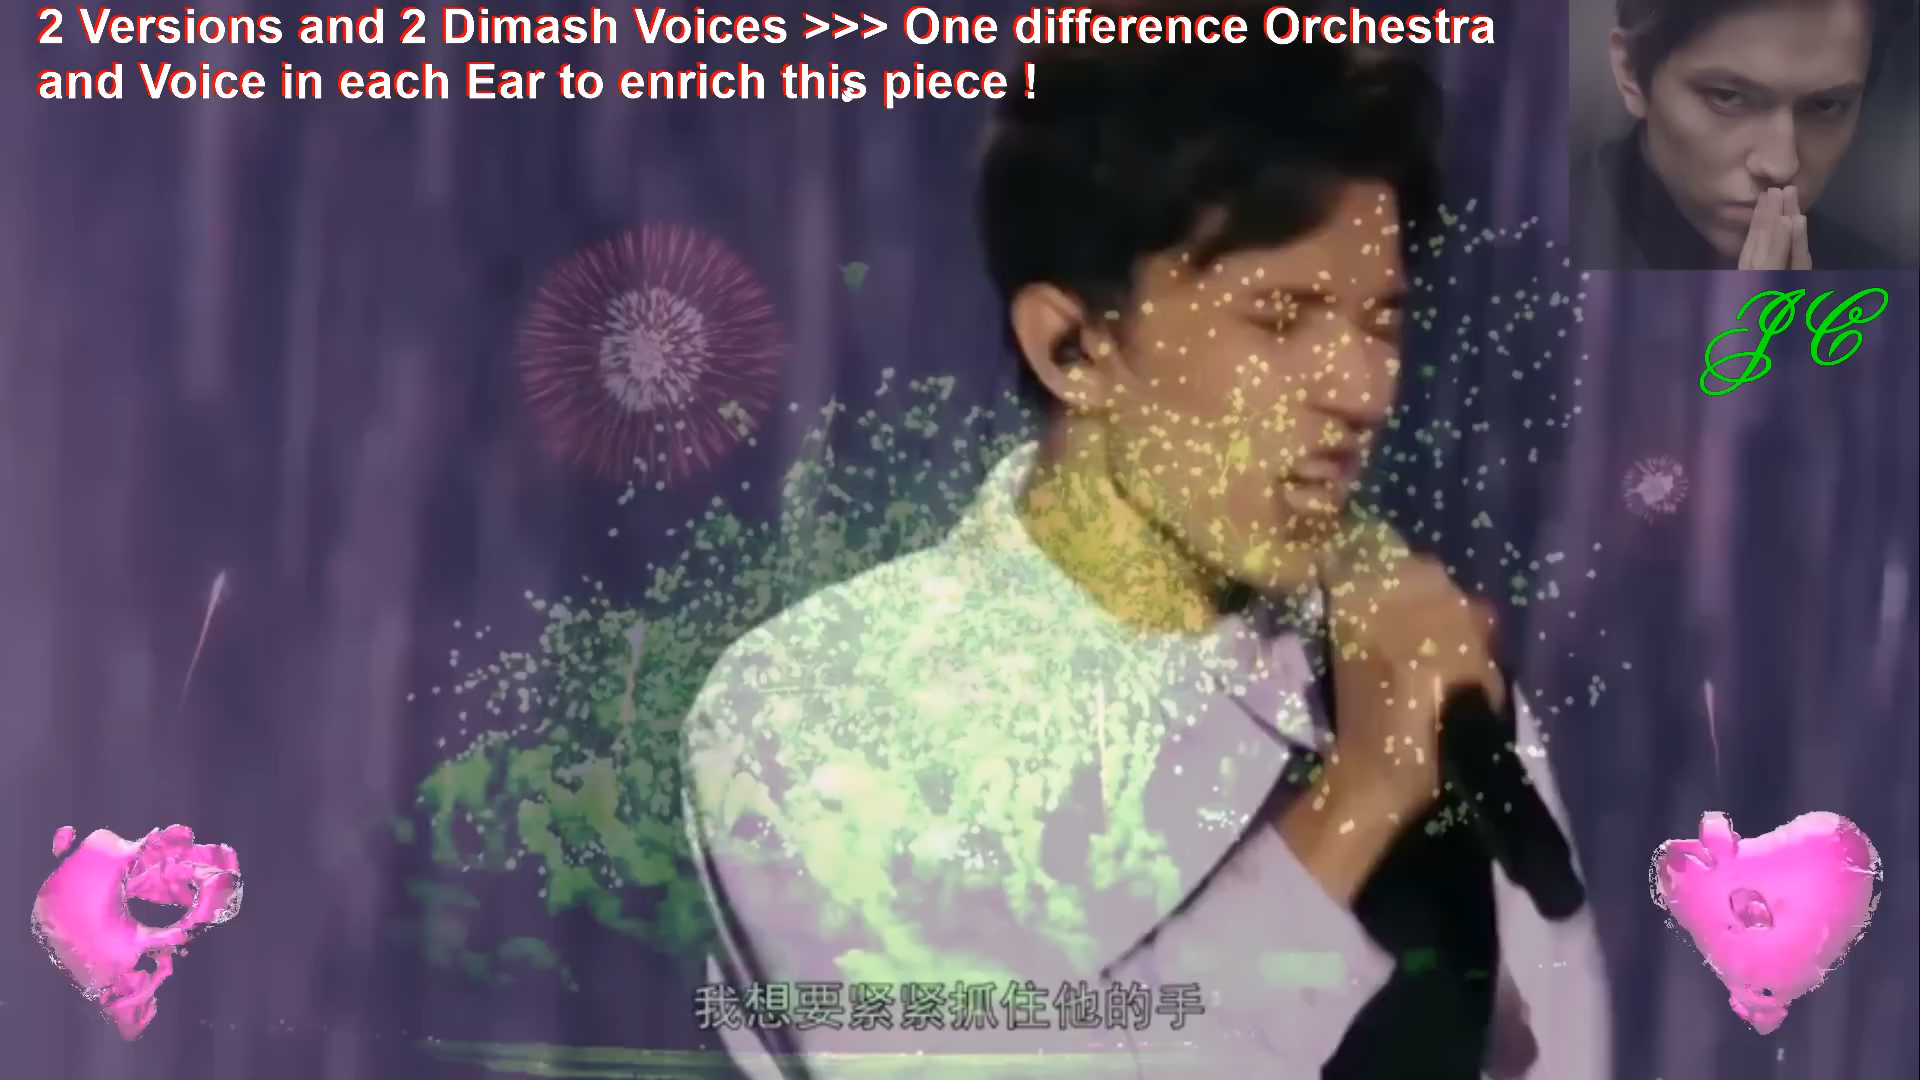 2 Versions and 2 Dimash Voices >>> One difference Orchestra
and Voice in each Ear to enrich this piece !
JC
我想要紧紧抓住他的手